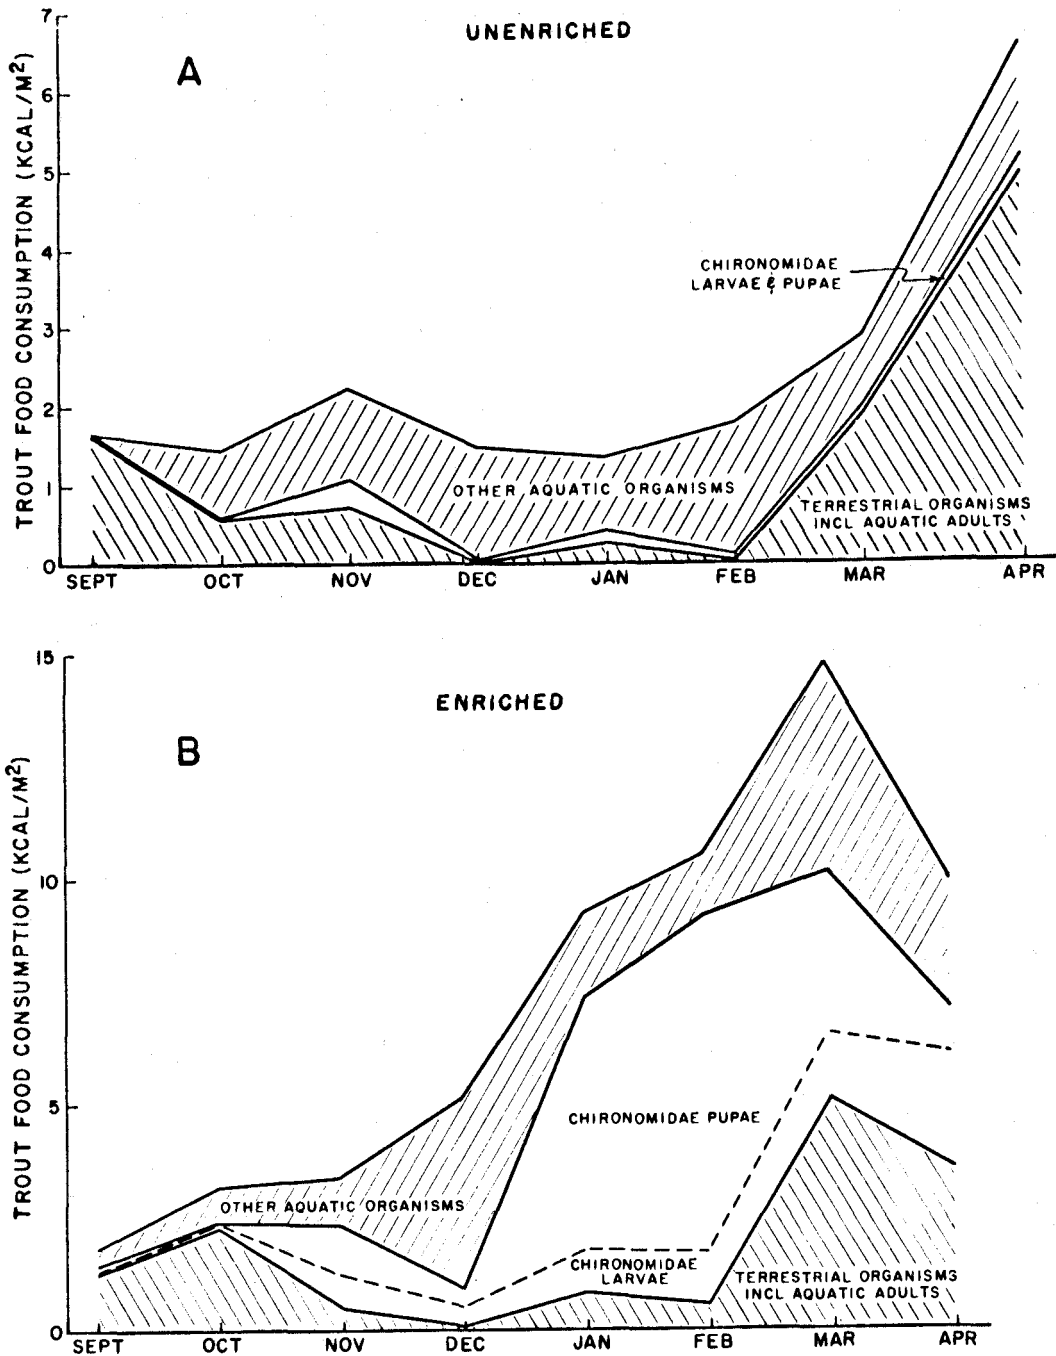 UNENRICHED
A
TROUT FOOD CONSUMPTION (KCAL/M²)
7
6
5
4
3
2
1
0
CHIRONOMIDAE
LARVAE & PUPAE
OTHER AQUATIC ORGANISMS
TERRESTRIAL ORGANISMS
INCL AQUATIC ADULTS
SEPT OCT NOV DEC JAN FEB MAR APR
ENRICHED
B
TROUT FOOD CONSUMPTION (KCAL/M²)
15
10
5
0
CHIRONOMIDAE PUPAE
OTHER AQUATIC ORGANISMS
CHIRONOMIDAE
LARVAE
TERRESTRIAL ORGANISMS
INCL AQUATIC ADULTS
SEPT OCT NOV DEC JAN FEB MAR APR